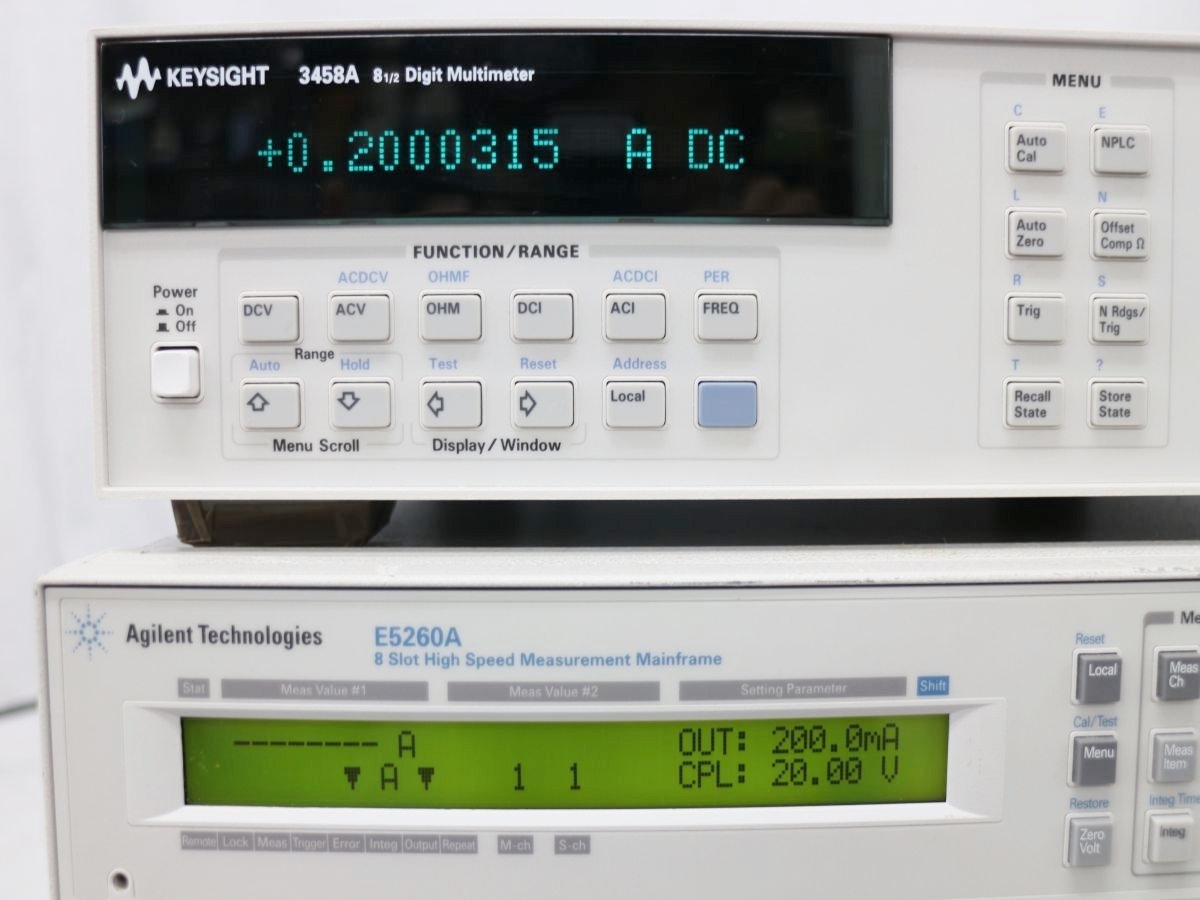 KEYSIGHT 3458A 8 1/2 Digit Multimeter
+0.2000315 A DC
MENU
C E
Auto Cal NPLC
L N
Auto Zero Offset Comp Ω
R S
Trig N Rdgs/ Trig
T ?
Recall State Store State
FUNCTION/RANGE
Power
On
Off
ACDCV OHMF ACDCI PER
DCV ACV OHM DCI ACI FREQ
Range
Auto Hold Test Reset Address
Local
Menu Scroll Display/Window
Agilent Technologies E5260A
8 Slot High Speed Measurement Mainframe
Stat Meas Value #1 Meas Value #2 Setting Parameter Shift
-------- A OUT: 200.0mA
A 1 1 CPL: 20.00 V
Remote Lock Meas Trigger Error Integ Output Repeat M-ch S-ch
Reset
Local Meas Ch
Cal/Test
Menu Meas Item
Restore Integ Time
Zero Volt Integ